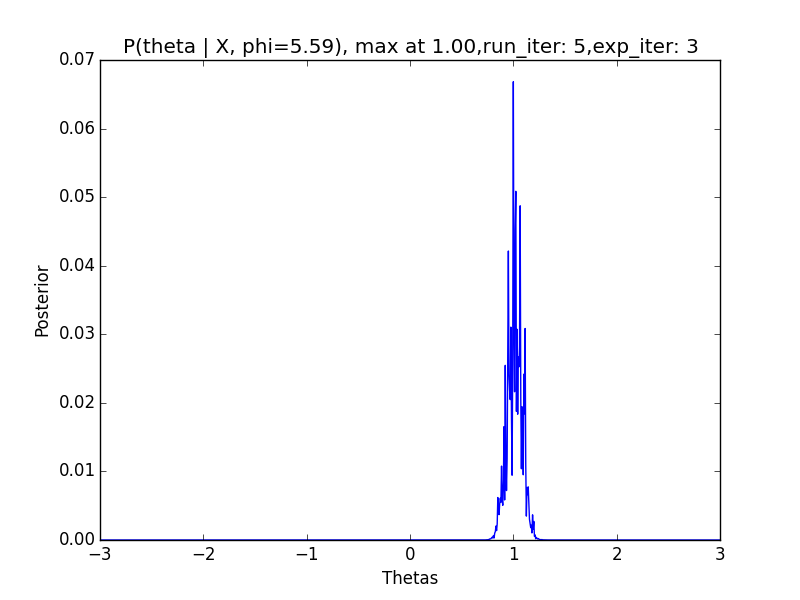 P(theta | X, phi=5.59), max at 1.00,run_iter: 5,exp_iter: 3
0.07
0.06
0.05
0.04
0.03
0.02
0.01
0.00
Posterior
−3 −2 −1 0 1 2 3
Thetas